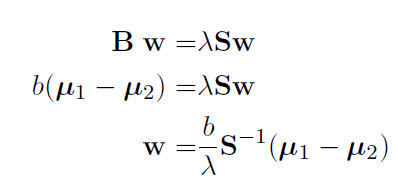 B w =λSw
b(μ₁ − μ₂) =λSw
w = b/λ S⁻¹(μ₁ − μ₂)